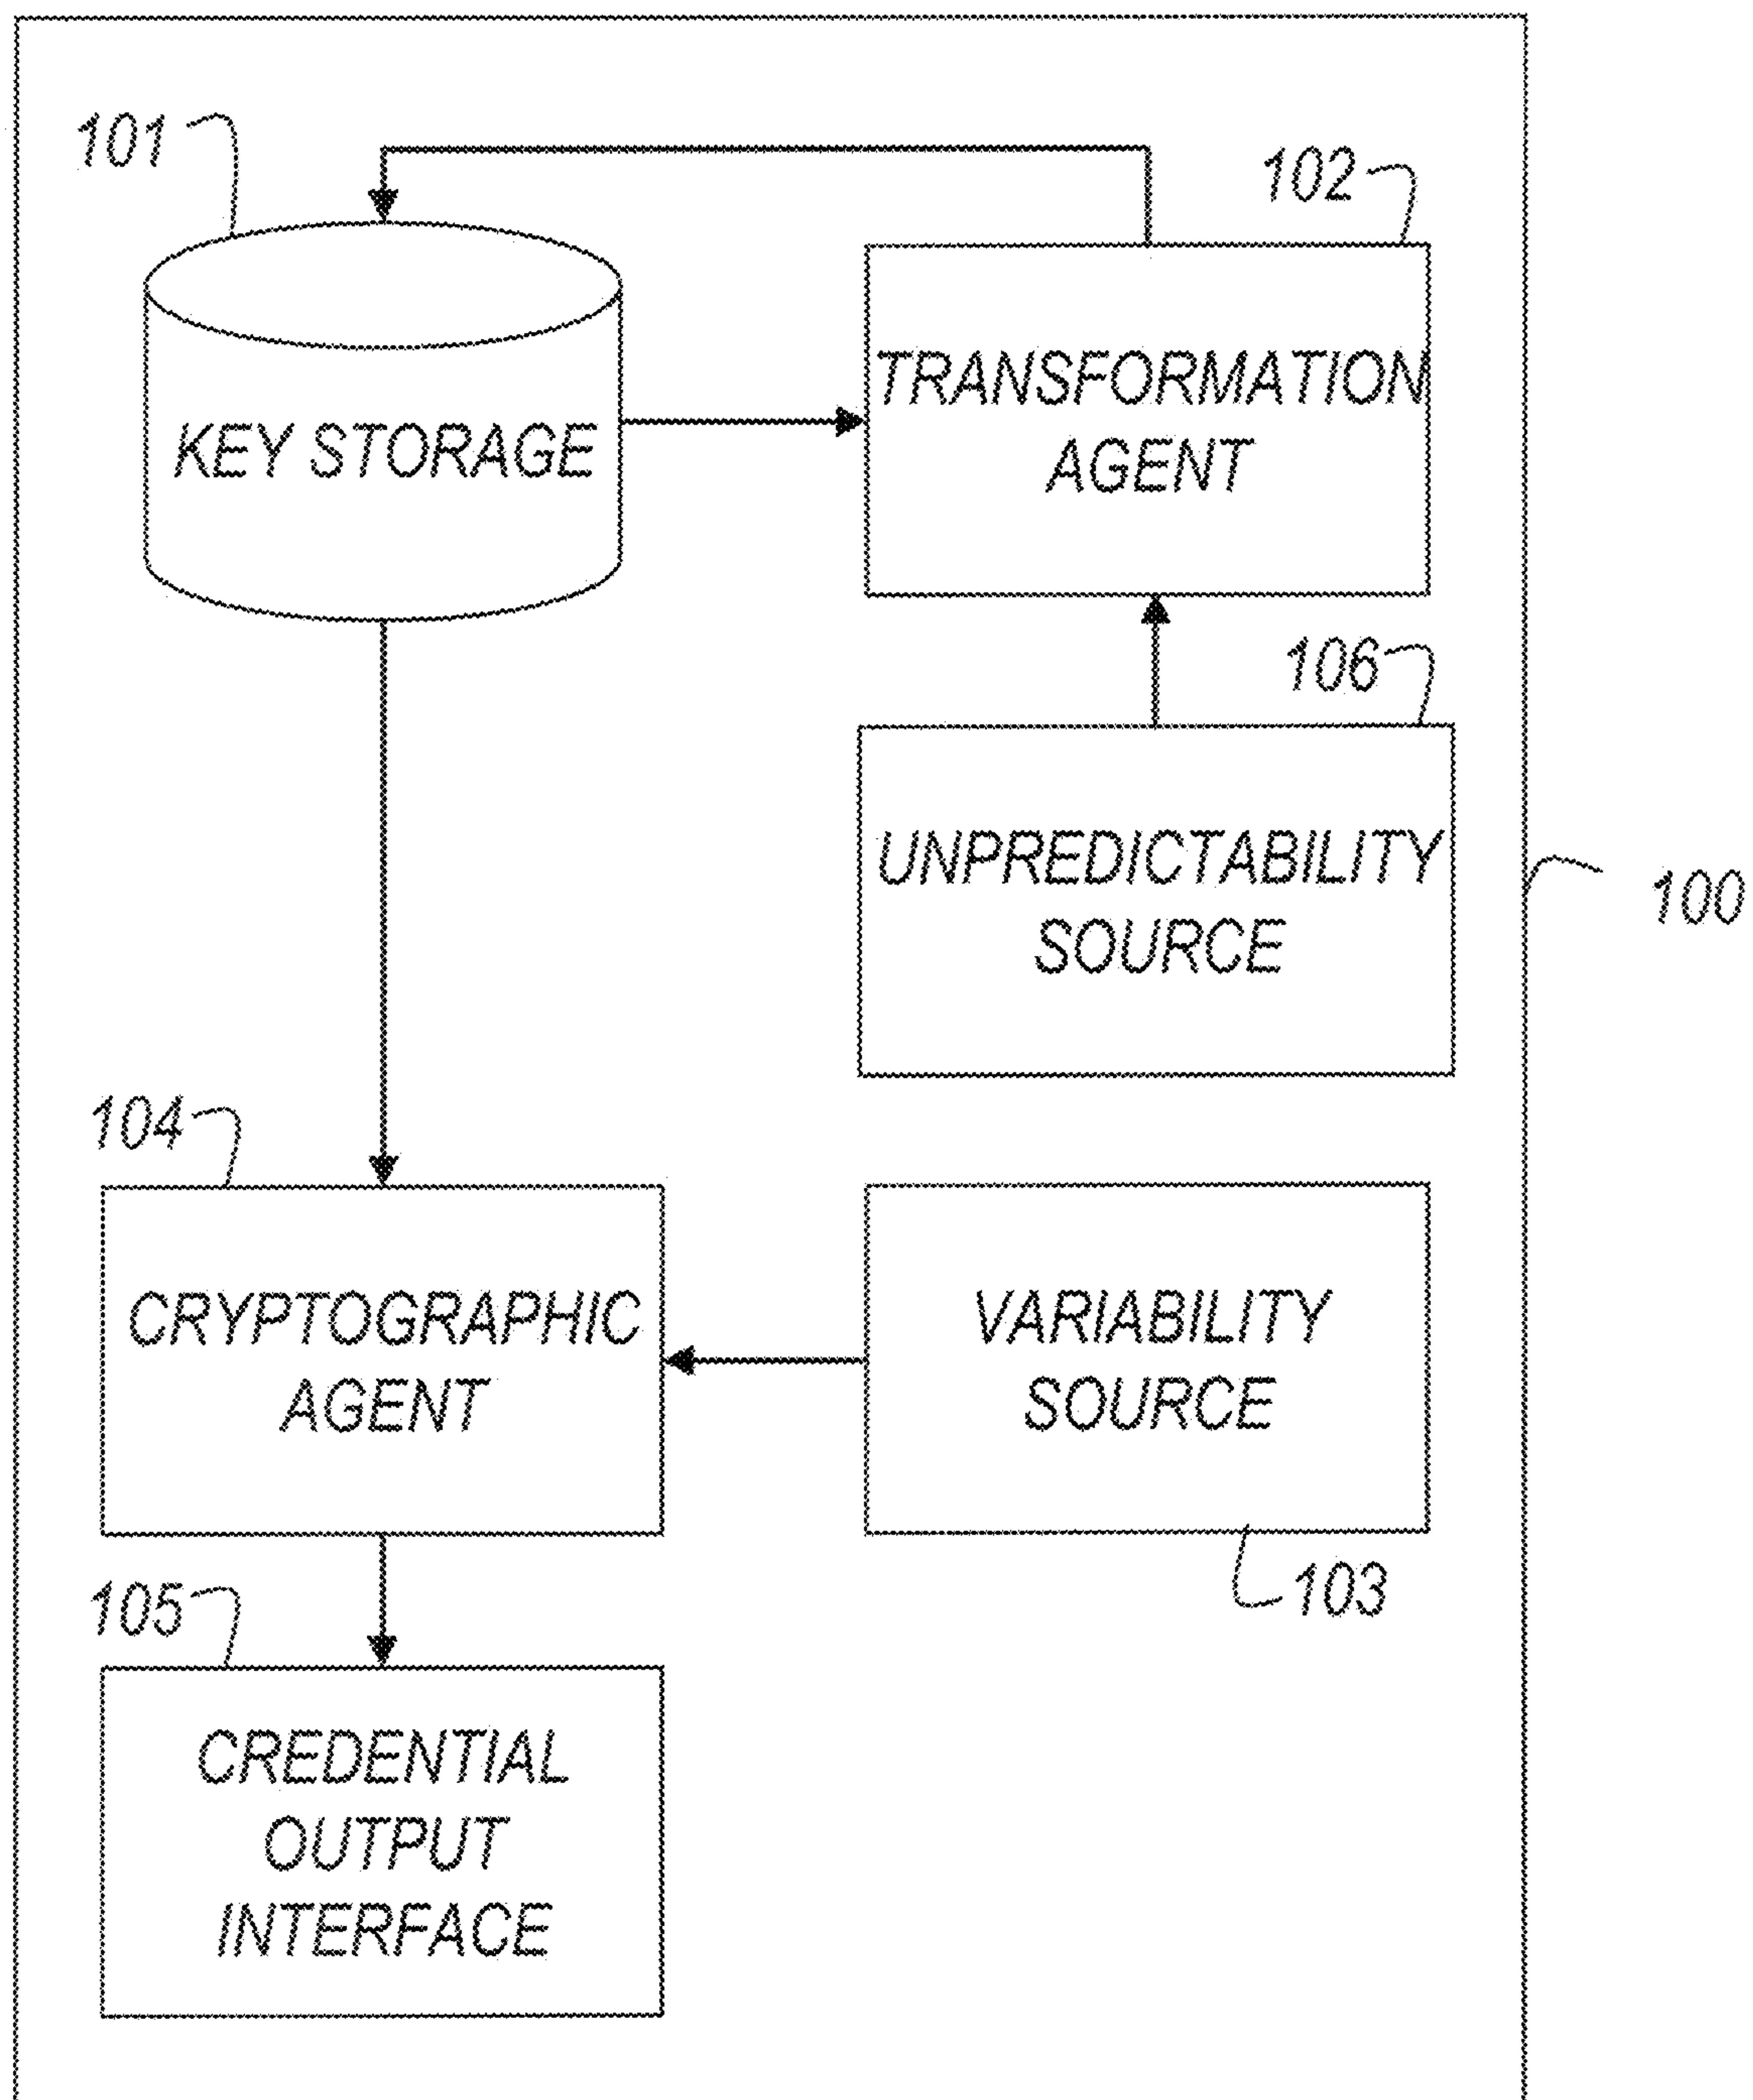 101
102
KEY STORAGE
TRANSFORMATION
AGENT
106
UNPREDICTABILITY
SOURCE
100
104
CRYPTOGRAPHIC
AGENT
VARIABILITY
SOURCE
103
105
CREDENTIAL
OUTPUT
INTERFACE